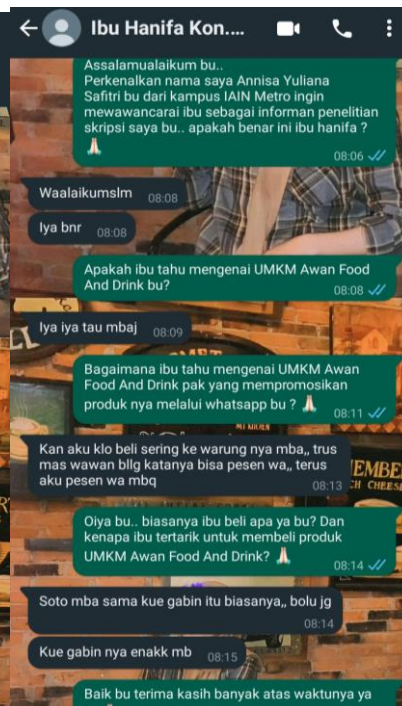 Ibu Hanifa Kon....
Assalamualaikum bu..
Perkenalkan nama saya Annisa Yuliana
Safitri bu dari kampus IAIN Metro ingin
mewawancarai ibu sebagai informan penelitian
skripsi saya bu.. apakah benar ini ibu hanifa ?
🙏🏻
08:06
Waalaikumslm 08:08
Iya bnr 08:08
Apakah ibu tahu mengenai UMKM Awan Food
And Drink bu?
08:08
Iya iya tau mbaj 08:09
Bagaimana ibu tahu mengenai UMKM Awan
Food And Drink pak yang mempromosikan
produk nya melalui whatsapp bu ? 🙏🏻
08:11
Kan aku klo beli sering ke warung nya mba,, trus
mas wawan bllg katanya bisa pesen wa,, terus
aku pesen wa mbq
08:13
Oiya bu.. biasanya ibu beli apa ya bu? Dan
kenapa ibu tertarik untuk membeli produk
UMKM Awan Food And Drink? 🙏🏻
08:14
Soto mba sama kue gabin itu biasanya,, bolu jg
08:14
Kue gabin nya enakk mb 08:15
Baik bu terima kasih banyak atas waktunya ya